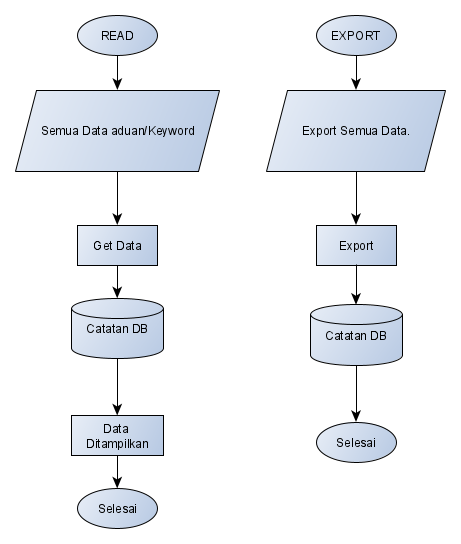 READ
Semua Data aduan/Keyword
Get Data
Catatan DB
Data
Ditampilkan
Selesai
EXPORT
Export Semua Data.
Export
Catatan DB
Selesai